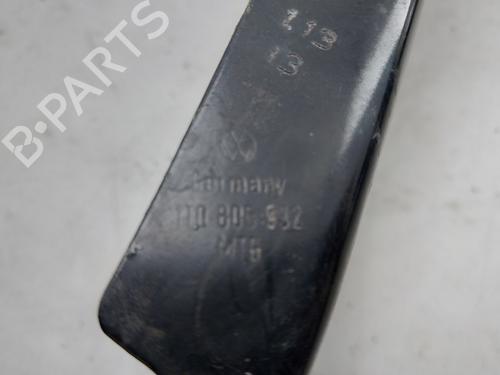 113
13
B-PARTS
Germany
1T0 805 932
MTG